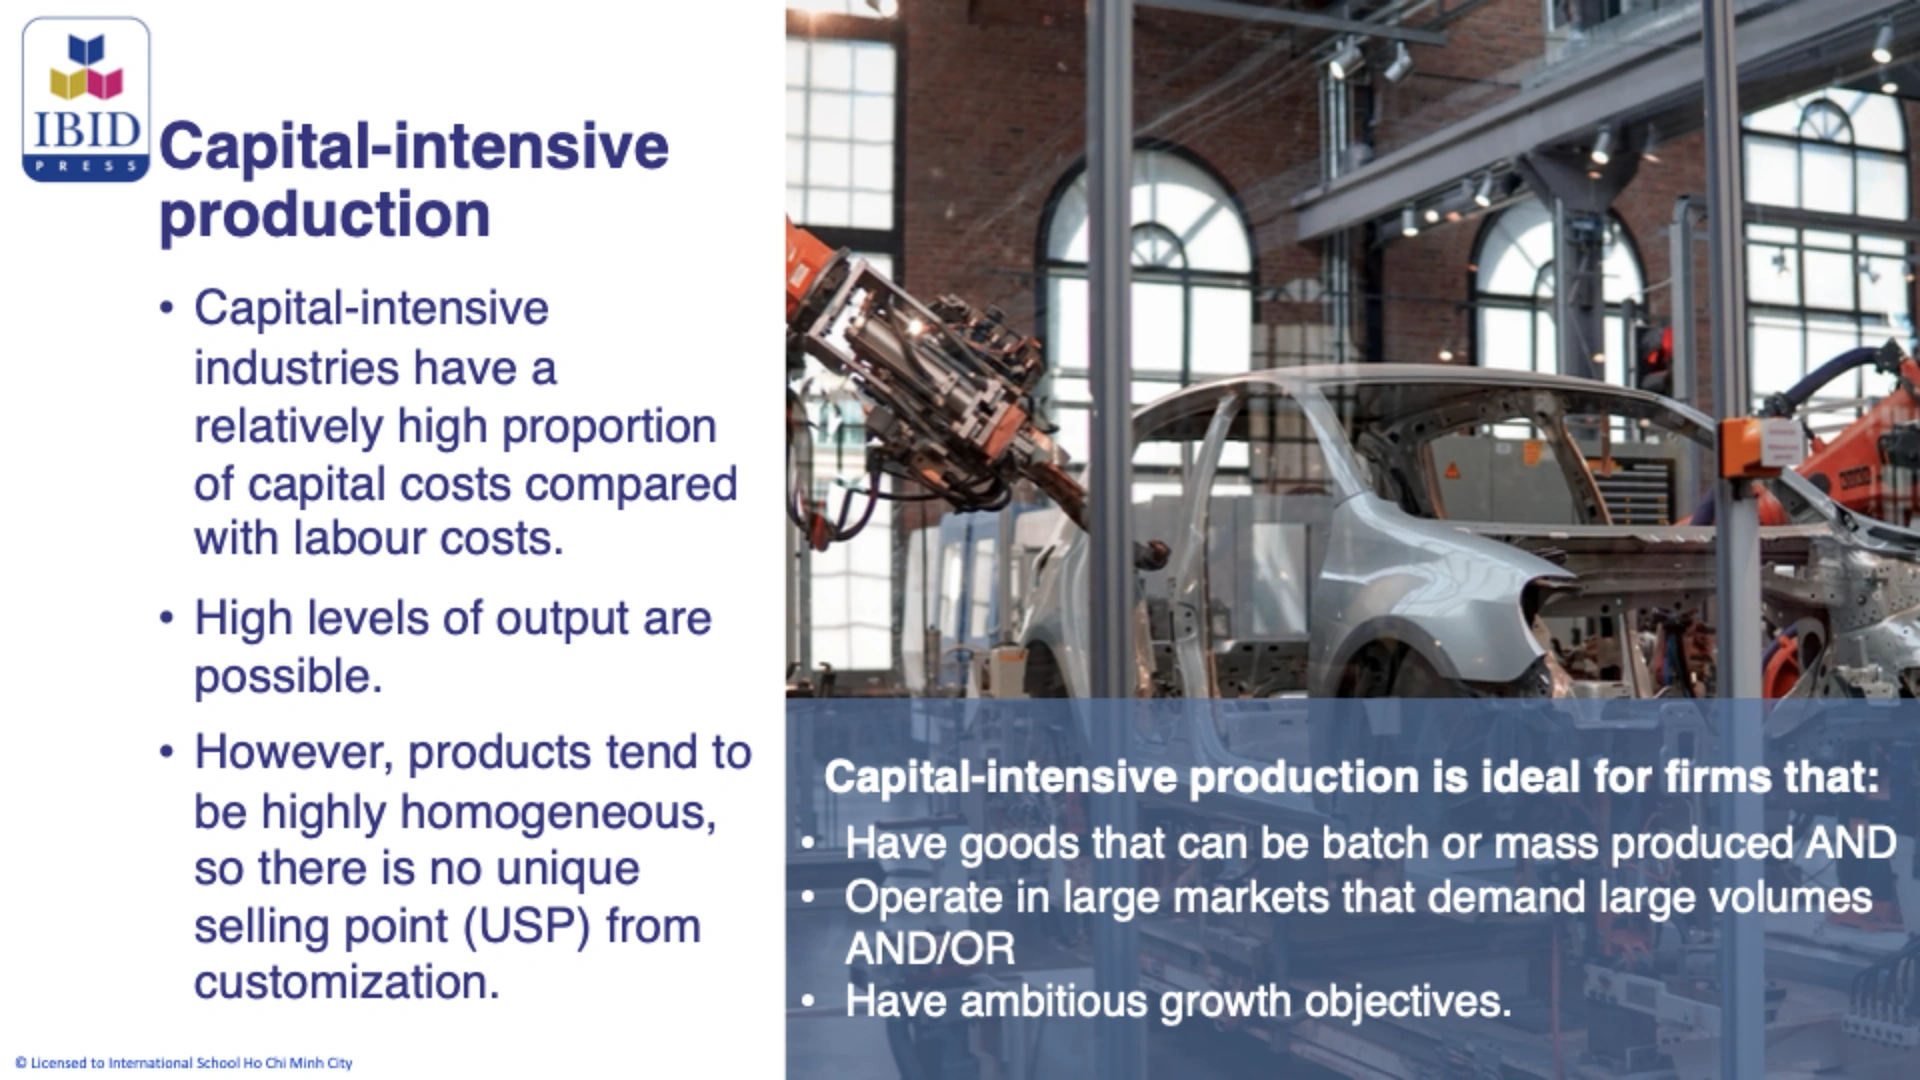 IBID
PRESS
Capital-intensive
production
• Capital-intensive
industries have a
relatively high proportion
of capital costs compared
with labour costs.
• High levels of output are
possible.
• However, products tend to
be highly homogeneous,
so there is no unique
selling point (USP) from
customization.
Capital-intensive production is ideal for firms that:
• Have goods that can be batch or mass produced AND
• Operate in large markets that demand large volumes
AND/OR
• Have ambitious growth objectives.
© Licensed to International School Ho Chi Minh City